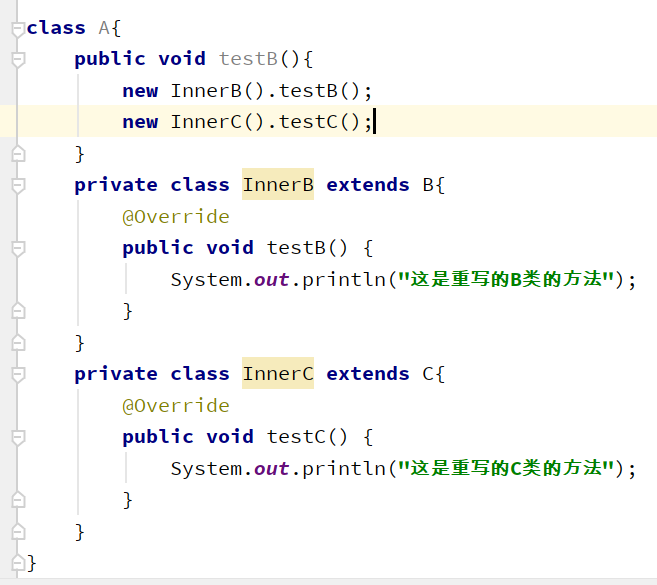 class A{
    public void testB(){
        new InnerB().testB();
        new InnerC().testC();
    }
    private class InnerB extends B{
        @Override
        public void testB() {
            System.out.println("这是重写的B类的方法");
        }
    }
    private class InnerC extends C{
        @Override
        public void testC() {
            System.out.println("这是重写的C类的方法");
        }
    }
}